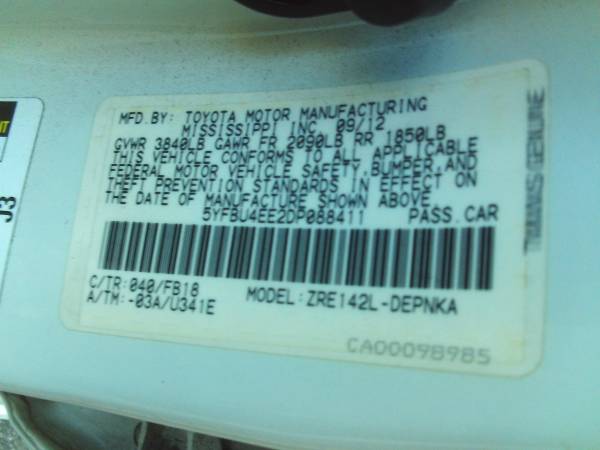 MFD.BY: TOYOTA MOTOR MANUFACTURING
MISSISSIPPI INC. 09/12
GVWR 3840LB GAWR FR 2090LB RR 1850LB
THIS VEHICLE CONFORMS TO ALL APPLICABLE
FEDERAL MOTOR VEHICLE SAFETY,BUMPER,AND
THEFT PREVENTION STANDARDS IN EFFECT ON
THE DATE OF MANUFACTURE SHOWN ABOVE.
5YFBU4EE2DP088411 PASS.CAR
C/TR:040/FB18
A/TM:-03A/U341E MODEL:ZRE142L-DEPNKA
CA00098985
J3